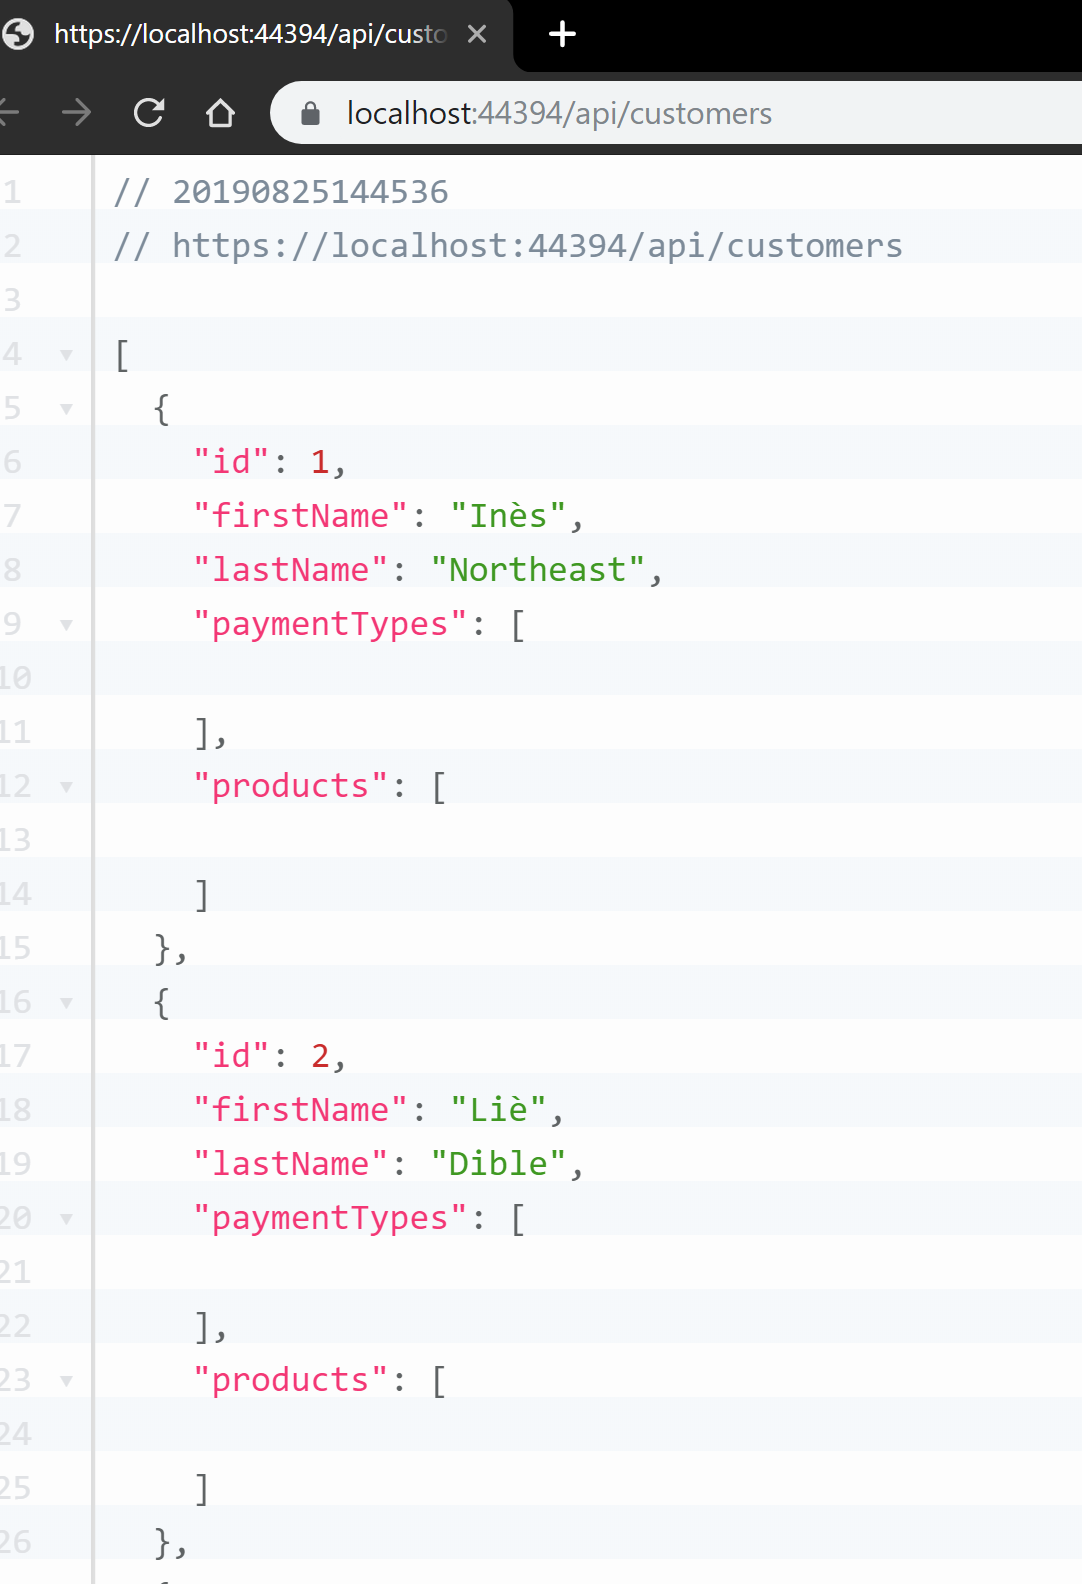 https://localhost:44394/api/custo
localhost:44394/api/customers
1 // 20190825144536
2 // https://localhost:44394/api/customers
3
4 [
5 {
6 "id": 1,
7 "firstName": "Inès",
8 "lastName": "Northeast",
9 "paymentTypes": [
10
11 ],
12 "products": [
13
14 ]
15 },
16 {
17 "id": 2,
18 "firstName": "Liè",
19 "lastName": "Dible",
20 "paymentTypes": [
21
22 ],
23 "products": [
24
25 ]
26 },